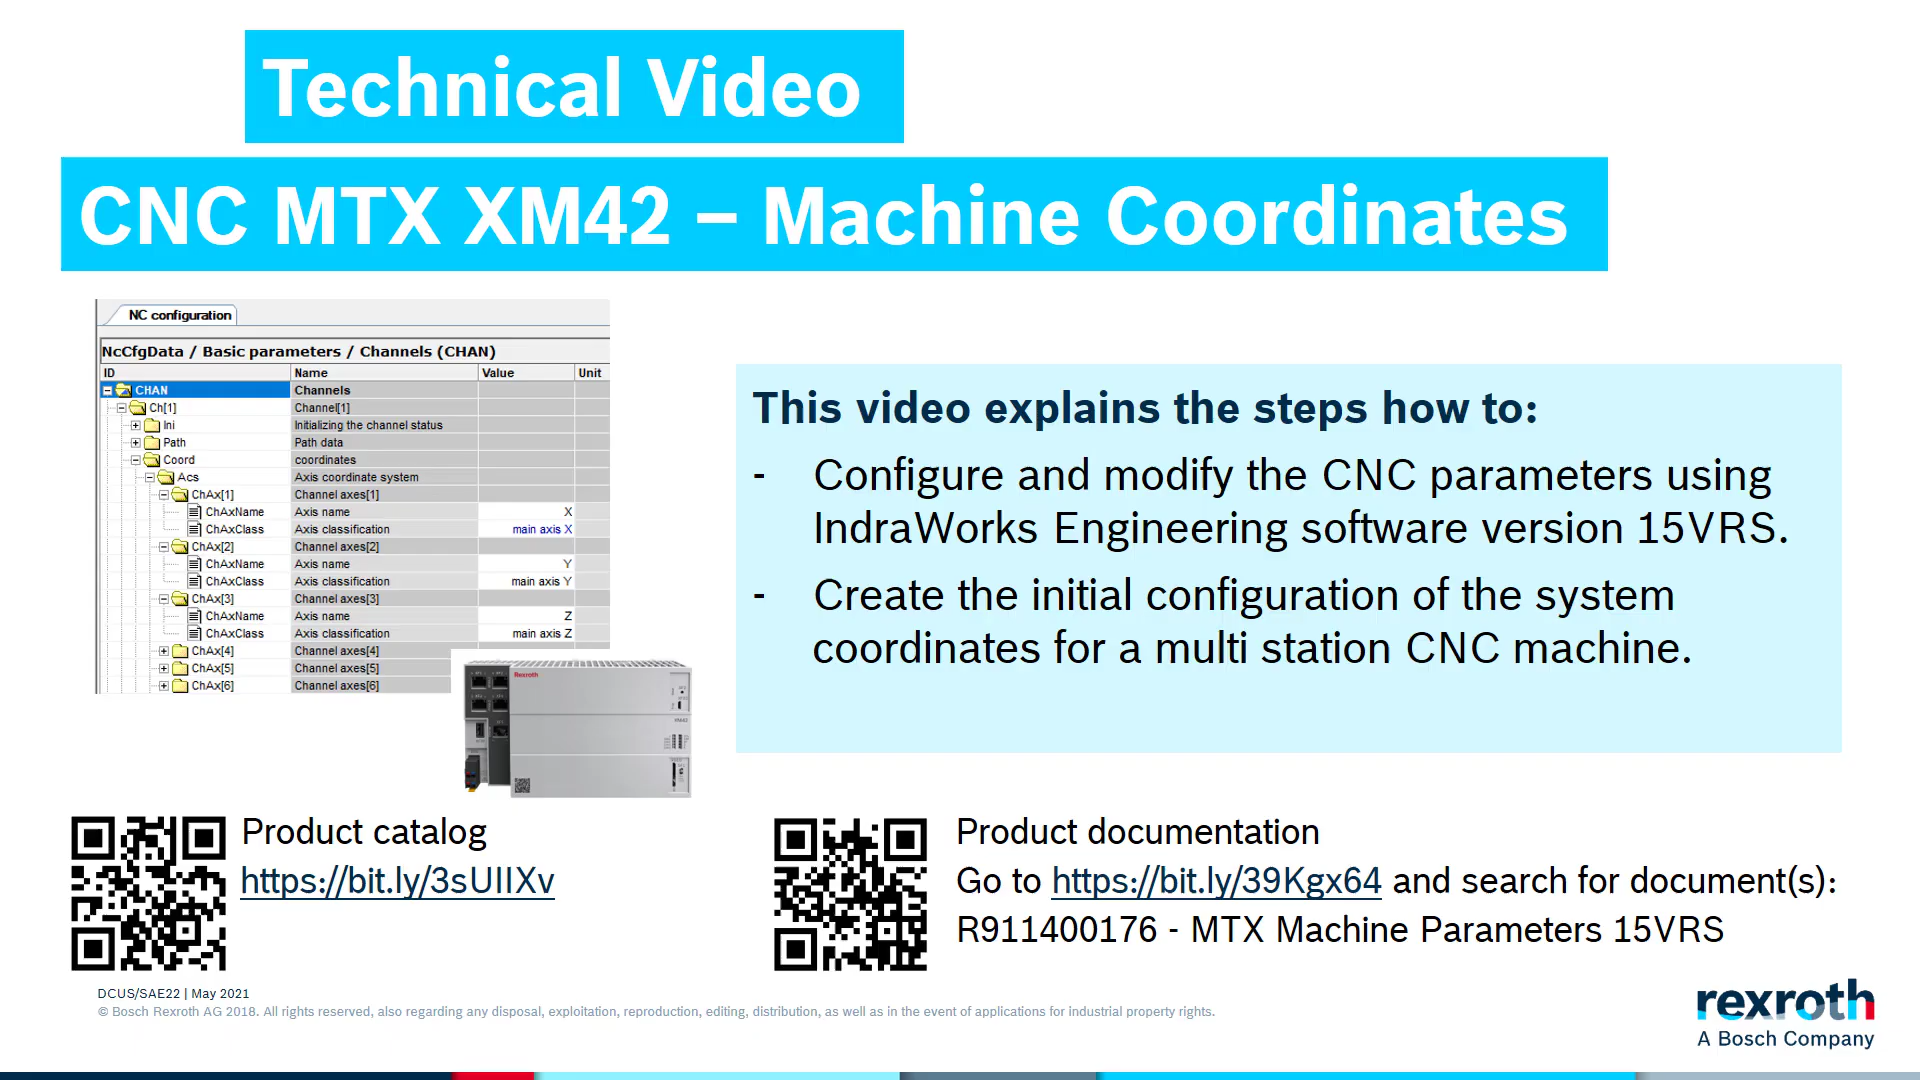 Technical Video
CNC MTX XM42 – Machine Coordinates
NC configuration
NcCfgData / Basic parameters / Channels (CHAN)
ID Name Value Unit
CHAN Channels
Ch[1] Channel[1]
Ini Initializing the channel status
Path Path data
Coord coordinates
Acs Axis coordinate system
ChAx[1] Channel axes[1]
ChAxName Axis name X
ChAxClass Axis classification main axis X
ChAx[2] Channel axes[2]
ChAxName Axis name Y
ChAxClass Axis classification main axis Y
ChAx[3] Channel axes[3]
ChAxName Axis name Z
ChAxClass Axis classification main axis Z
ChAx[4] Channel axes[4]
ChAx[5] Channel axes[5]
ChAx[6] Channel axes[6]
Rexroth
XM42
This video explains the steps how to:
- Configure and modify the CNC parameters using
IndraWorks Engineering software version 15VRS.
- Create the initial configuration of the system
coordinates for a multi station CNC machine.
Product catalog
https://bit.ly/3sUIIXv
Product documentation
Go to https://bit.ly/39Kgx64 and search for document(s):
R911400176 - MTX Machine Parameters 15VRS
DCUS/SAE22 | May 2021
© Bosch Rexroth AG 2018. All rights reserved, also regarding any disposal, exploitation, reproduction, editing, distribution, as well as in the event of applications for industrial property rights.
rexroth
A Bosch Company